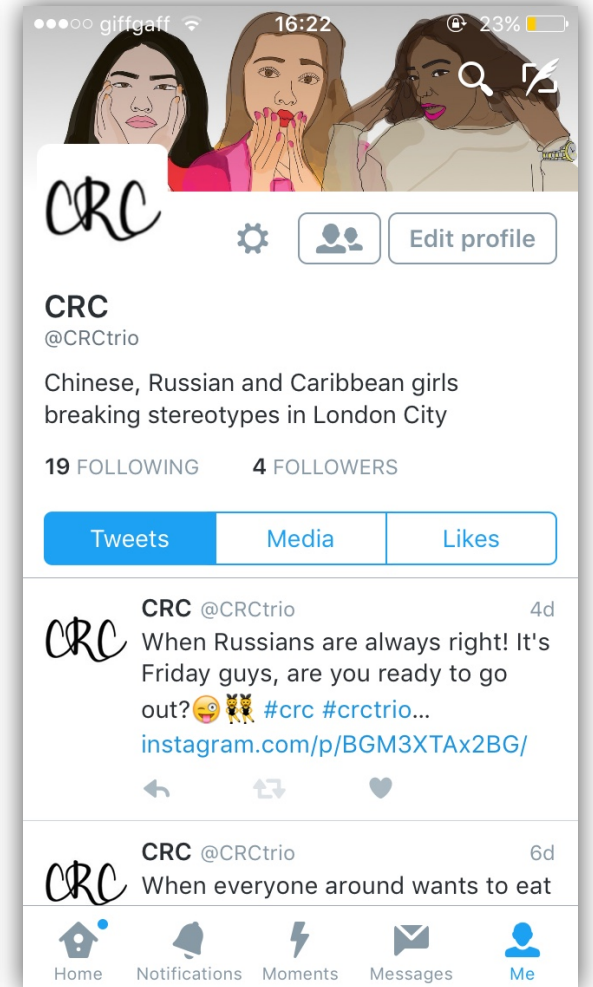 giffgaff 16:22 23%
CRC
Edit profile
CRC
@CRCtrio
Chinese, Russian and Caribbean girls
breaking stereotypes in London City
19 FOLLOWING 4 FOLLOWERS
Tweets Media Likes
CRC CRC @CRCtrio 4d
When Russians are always right! It's
Friday guys, are you ready to go
out?😜👯 #crc #crctrio...
instagram.com/p/BGM3XTAx2BG/
CRC @CRCtrio 6d
CRC When everyone around wants to eat
Home Notifications Moments Messages Me